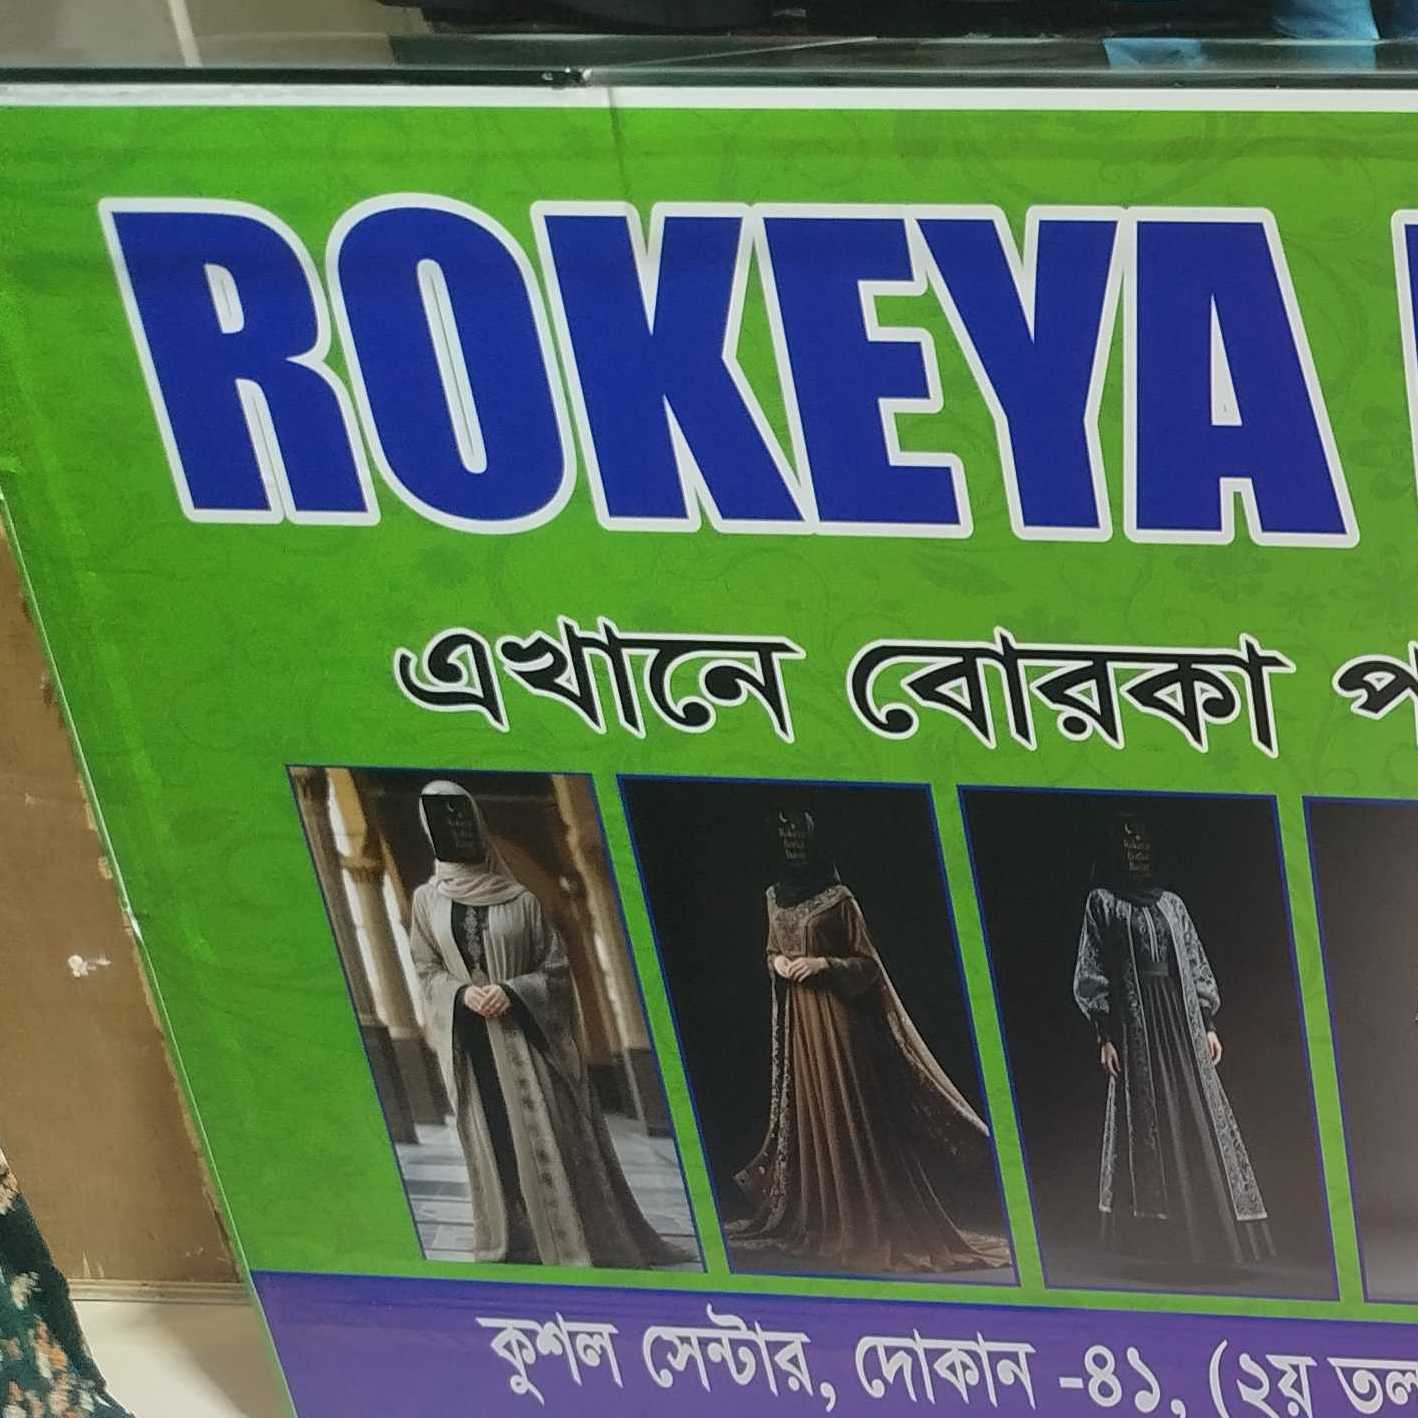 ROKEYA
এখানে বোরকা
কুশল সেন্টার, দোকান -৪১, (২য়